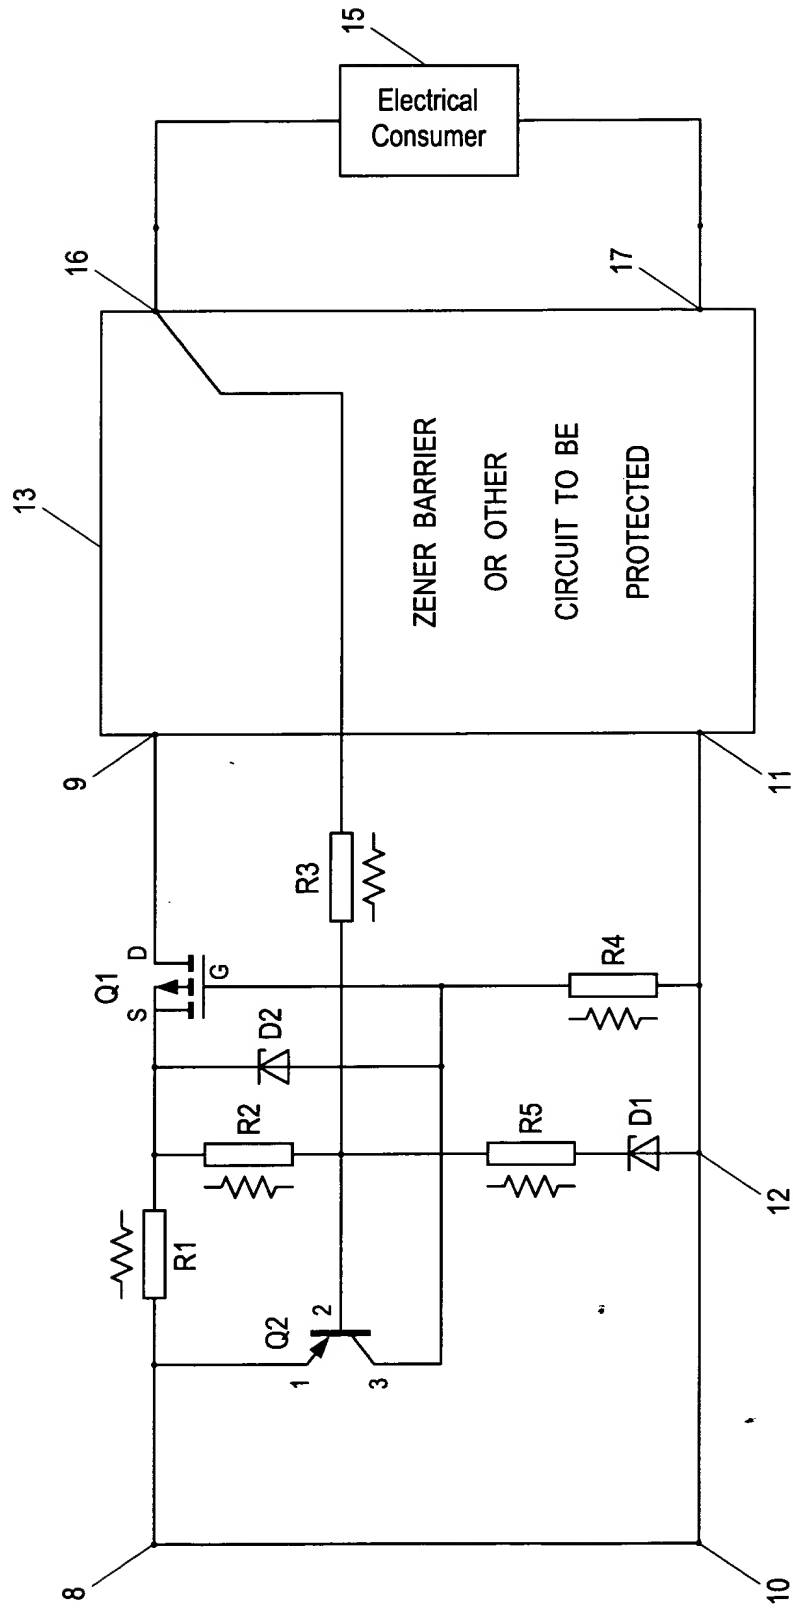 15
Electrical
Consumer
16
17
13
ZENER BARRIER
OR OTHER
CIRCUIT TO BE
PROTECTED
9
11
R3
D
Q1
S
G
R4
D2
R2
R5
D1
12
R1
Q2
2
1
3
8
10